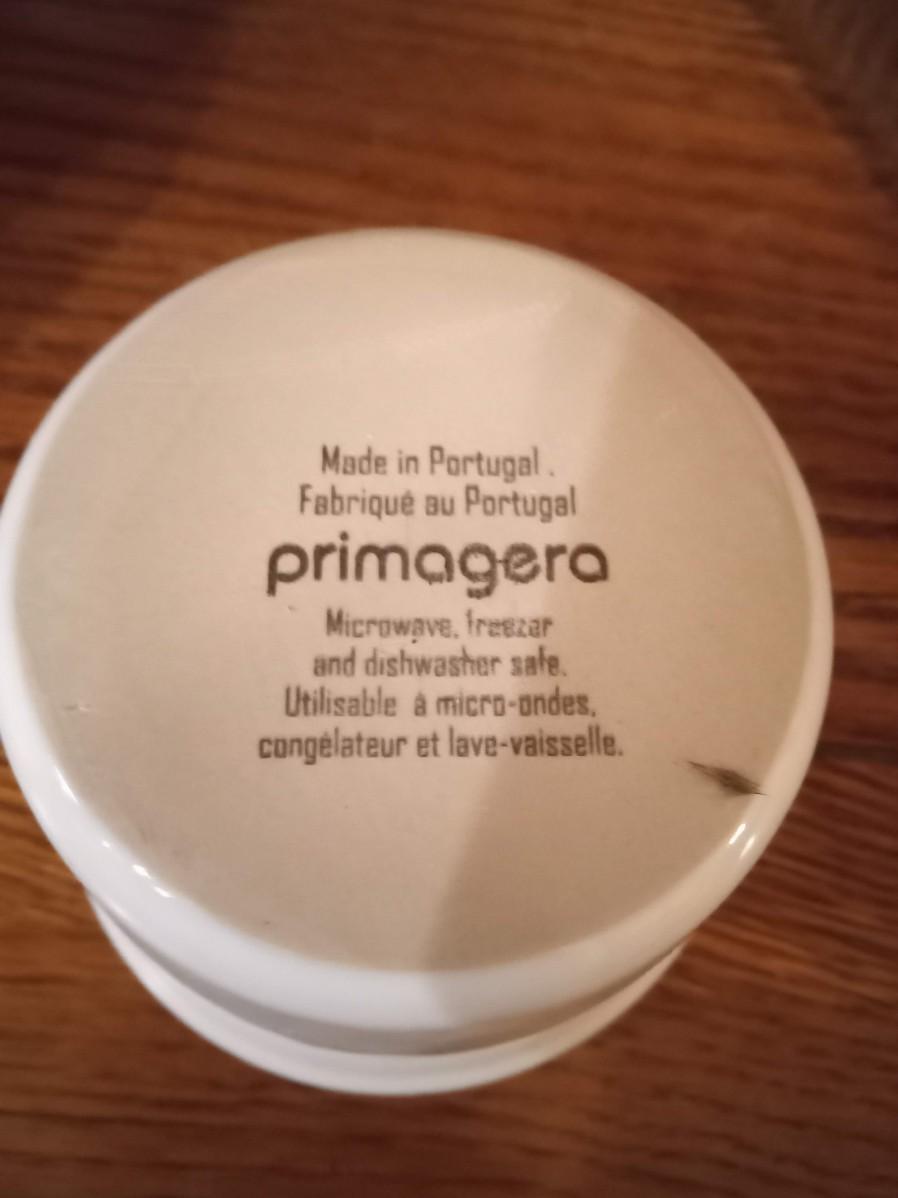 Made in Portugal .
Fabriqué au Portugal
primagera
Microwave, freezer
and dishwasher safe.
Utilisable à micro-ondes,
congélateur et lave-vaisselle.